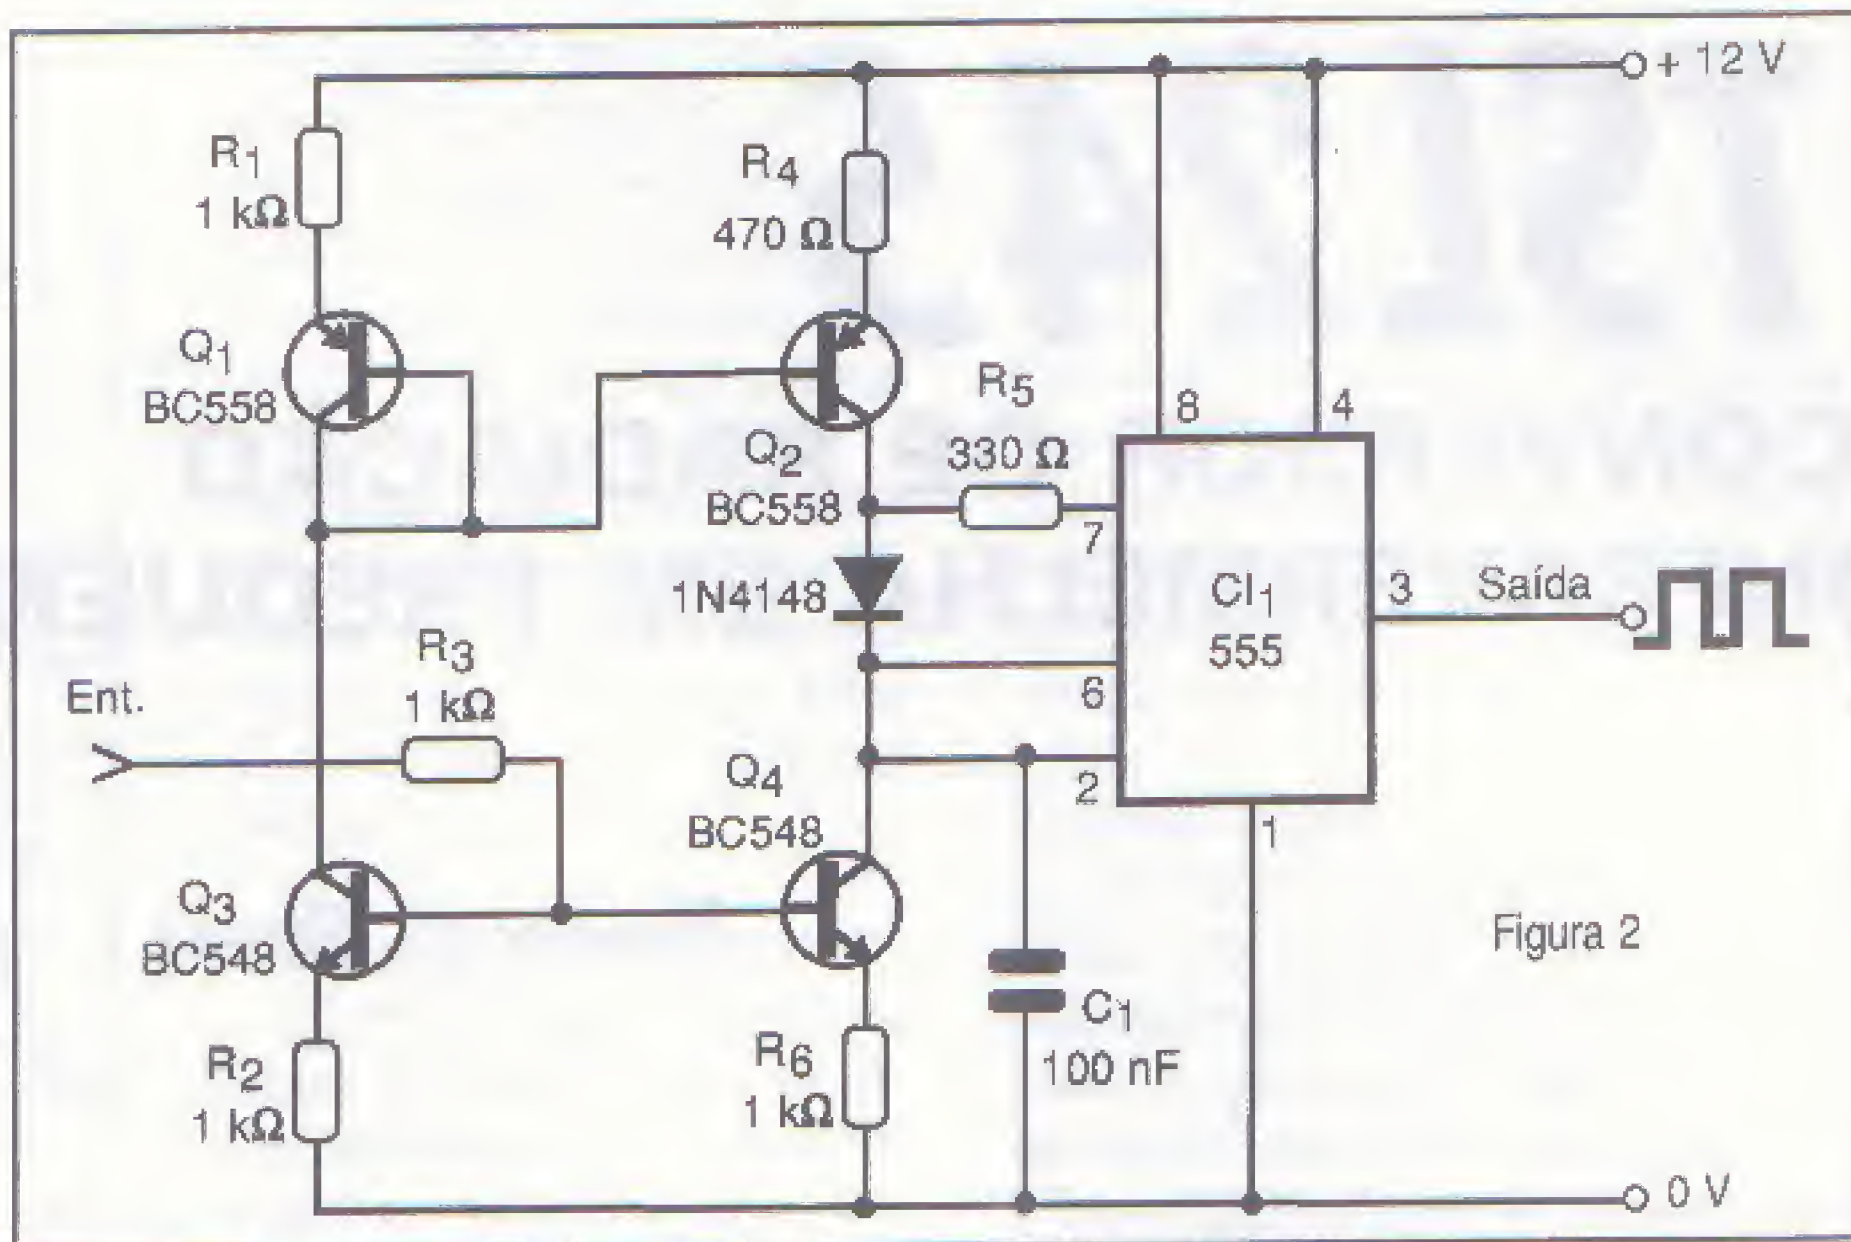 + 12 V
R1
1 kΩ
R4
470 Ω
Q1
BC558
Q2
BC558
R5
330 Ω
8
4
7
6
2
1
3
CI1
555
Saída
1N4148
Ent.
R3
1 kΩ
Q4
BC548
Q3
BC548
R2
1 kΩ
R6
1 kΩ
C1
100 nF
Figura 2
0 V